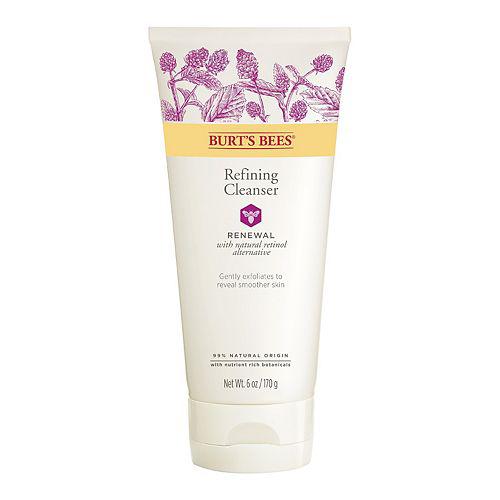 BURT'S BEES®
Refining
Cleanser
RENEWAL
with natural retinol
alternative
Gently exfoliates to
reveal smoother skin
99% NATURAL ORIGIN
with nutrient rich botanicals
Net Wt. 6 oz / 170 g